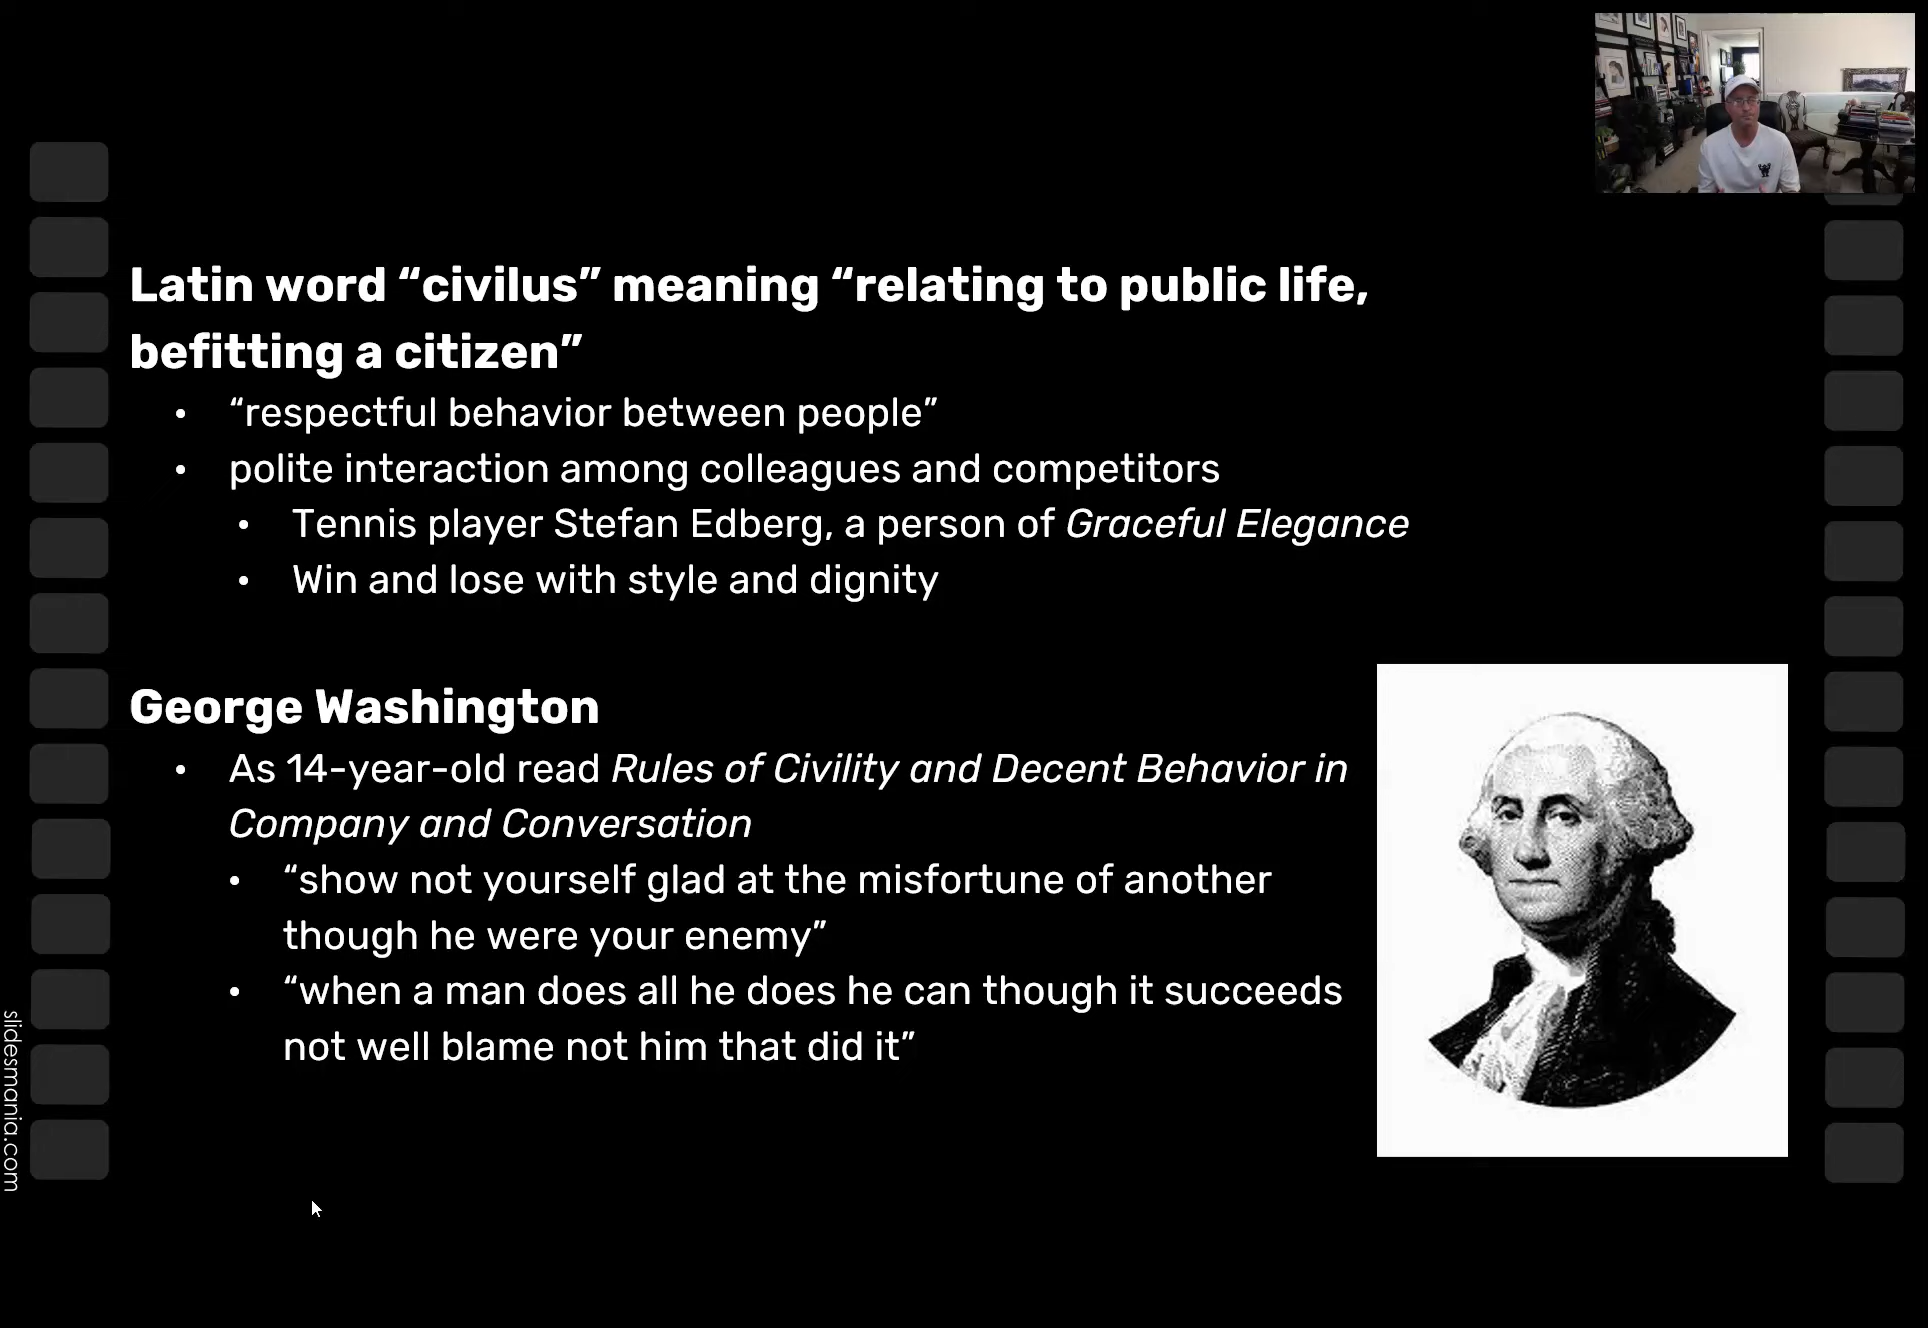 Latin word “civilus” meaning “relating to public life,
befitting a citizen”
• “respectful behavior between people”
• polite interaction among colleagues and competitors
• Tennis player Stefan Edberg, a person of Graceful Elegance
• Win and lose with style and dignity
George Washington
• As 14-year-old read Rules of Civility and Decent Behavior in
Company and Conversation
• “show not yourself glad at the misfortune of another
though he were your enemy”
• “when a man does all he does he can though it succeeds
not well blame not him that did it”
slidesmania.com